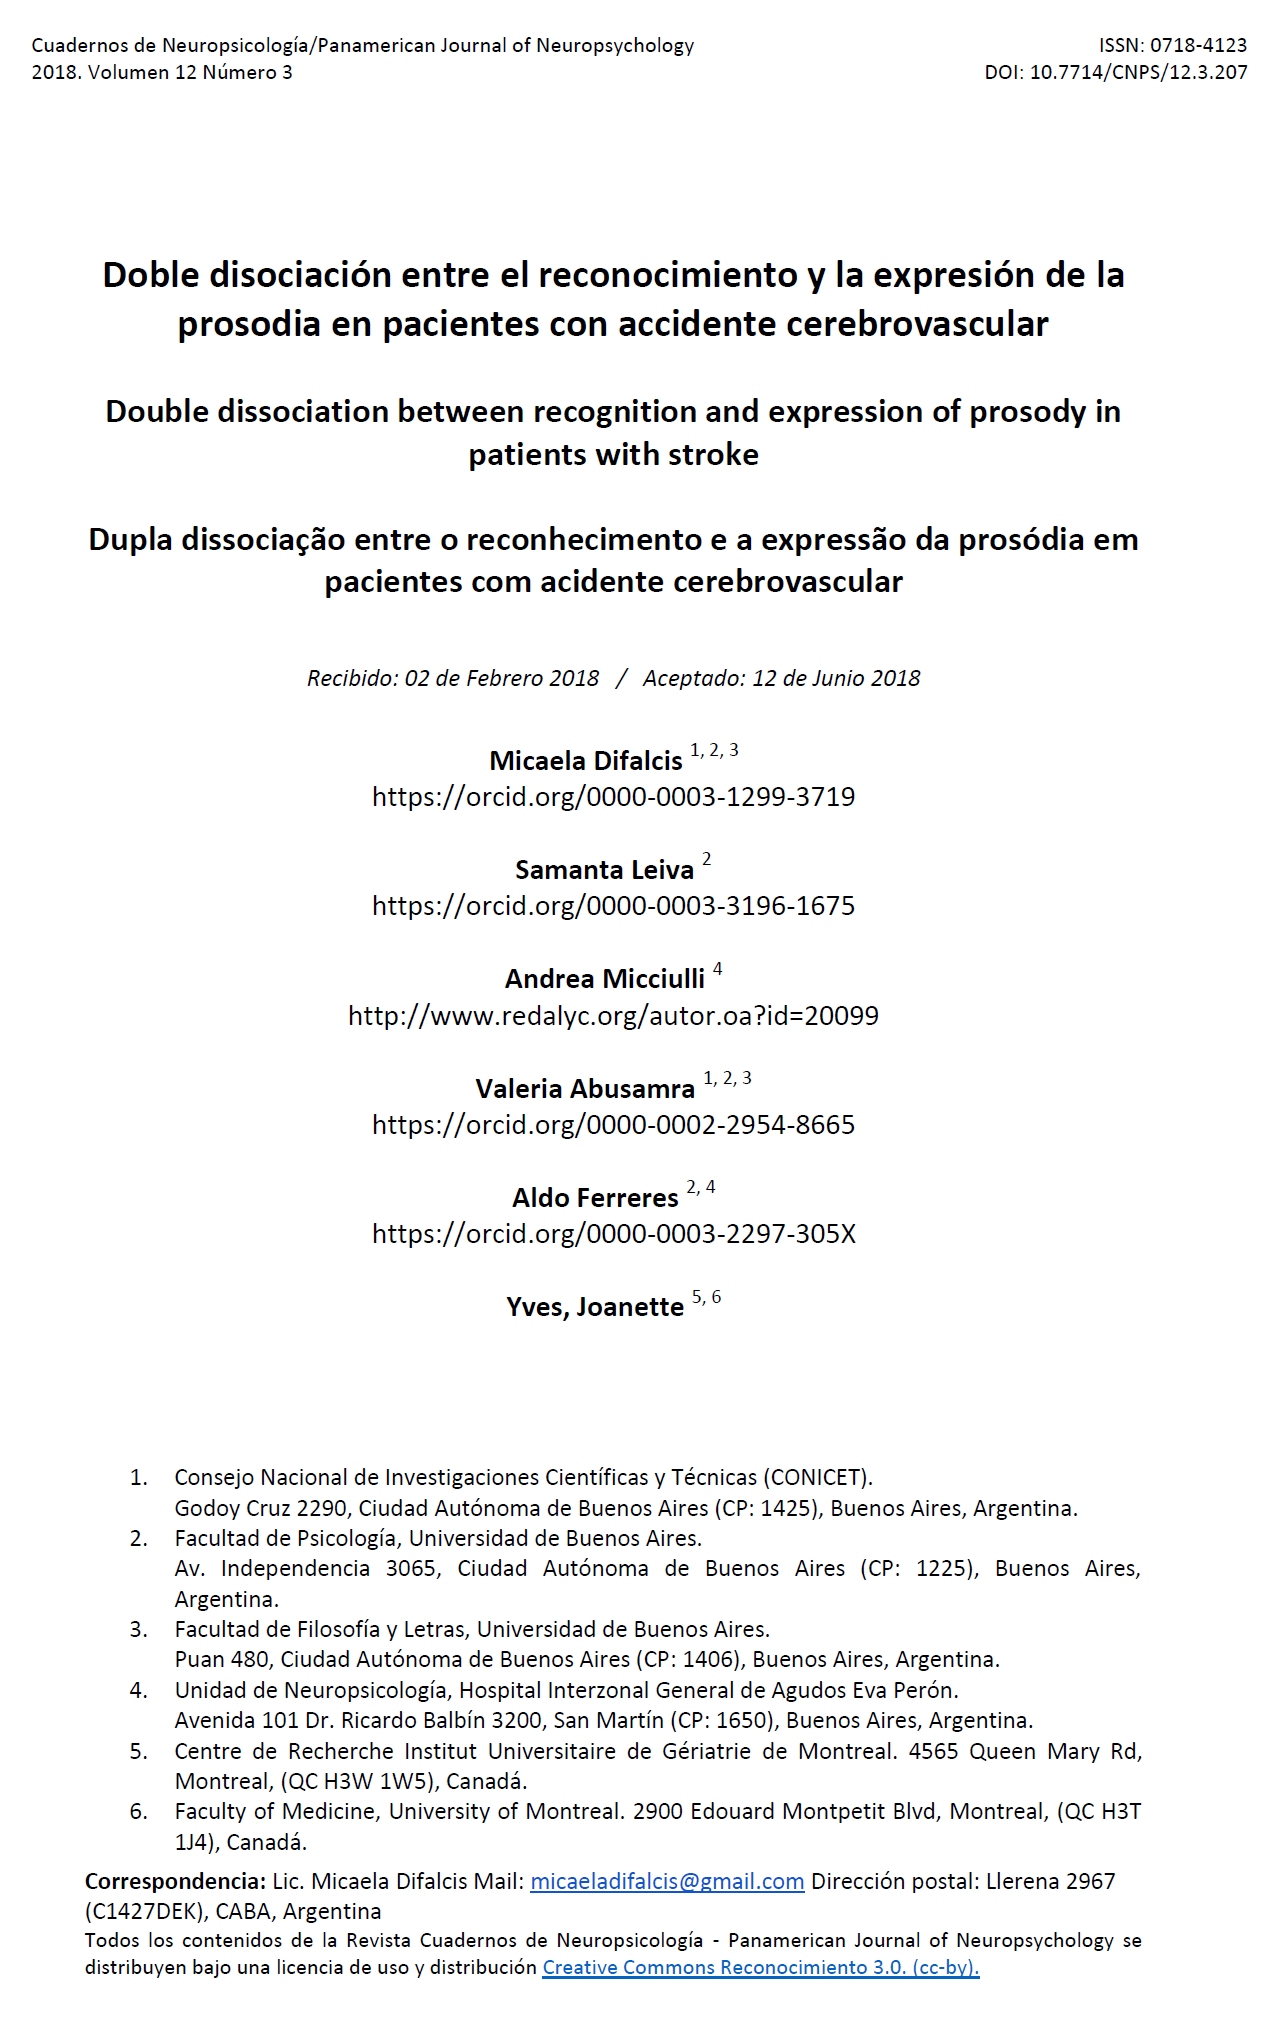 Cuadernos de Neuropsicología/Panamerican Journal of Neuropsychology
ISSN: 0718-4123
2018. Volumen 12 Número 3
DOI: 10.7714/CNPS/12.3.207
Doble disociación entre el reconocimiento y la expresión de la
prosodia en pacientes con accidente cerebrovascular
Double dissociation between recognition and expression of prosody in
patients with stroke
Dupla dissociação entre o reconhecimento e a expressão da prosódia em
pacientes com acidente cerebrovascular
Recibido: 02 de Febrero 2018 / Aceptado: 12 de Junio 2018
Micaela Difalcis 1, 2, 3
https://orcid.org/0000-0003-1299-3719
Samanta Leiva 2
https://orcid.org/0000-0003-3196-1675
Andrea Micciulli 4
http://www.redalyc.org/autor.oa?id=20099
Valeria Abusamra 1, 2, 3
https://orcid.org/0000-0002-2954-8665
Aldo Ferreres 2, 4
https://orcid.org/0000-0003-2297-305X
Yves, Joanette 5, 6
1. Consejo Nacional de Investigaciones Científicas y Técnicas (CONICET).
Godoy Cruz 2290, Ciudad Autónoma de Buenos Aires (CP: 1425), Buenos Aires, Argentina.
2. Facultad de Psicología, Universidad de Buenos Aires.
Av. Independencia 3065, Ciudad Autónoma de Buenos Aires (CP: 1225), Buenos Aires,
Argentina.
3. Facultad de Filosofía y Letras, Universidad de Buenos Aires.
Puan 480, Ciudad Autónoma de Buenos Aires (CP: 1406), Buenos Aires, Argentina.
4. Unidad de Neuropsicología, Hospital Interzonal General de Agudos Eva Perón.
Avenida 101 Dr. Ricardo Balbín 3200, San Martín (CP: 1650), Buenos Aires, Argentina.
5. Centre de Recherche Institut Universitaire de Gériatrie de Montreal. 4565 Queen Mary Rd,
Montreal, (QC H3W 1W5), Canadá.
6. Faculty of Medicine, University of Montreal. 2900 Edouard Montpetit Blvd, Montreal, (QC H3T
1J4), Canadá.
Correspondencia: Lic. Micaela Difalcis Mail: micaeladifalcis@gmail.com Dirección postal: Llerena 2967
(C1427DEK), CABA, Argentina
Todos los contenidos de la Revista Cuadernos de Neuropsicología - Panamerican Journal of Neuropsychology se
distribuyen bajo una licencia de uso y distribución Creative Commons Reconocimiento 3.0. (cc-by).